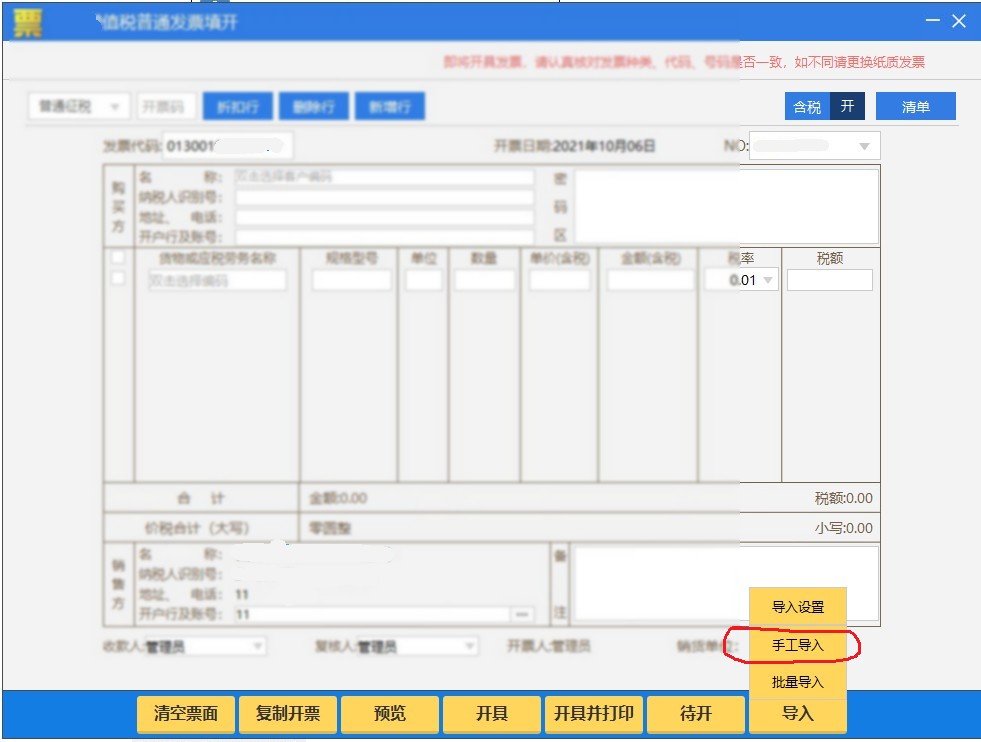 票
值税普通发票填开
即将开具发票，请认真核对发票种类、代码、号码是否一致，如不同请更换纸质发票
普通征税 开票码 折扣行 删除行 新增行 含税 开 清单
发票代码: 013001 开票日期:2021年10月06日 NO:
购买方
名 称: 双击选择客户编码
纳税人识别号:
地址、 电话:
开户行及账号:
密码区
货物或应税劳务名称 规格型号 单位 数量 单价(含税) 金额(含税) 税率 税额
双击选择编码 0.01
合 计 金额:0.00 税额:0.00
价税合计（大写） 零圆整 小写:0.00
销售方
名 称:
纳税人识别号:
地址、 电话: 11
开户行及账号: 11 ...
备注
导入设置
收款人:管理员 复核人:管理员 开票人:管理员 销货单位: 手工导入
批量导入
清空票面 复制开票 预览 开具 开具并打印 待开 导入